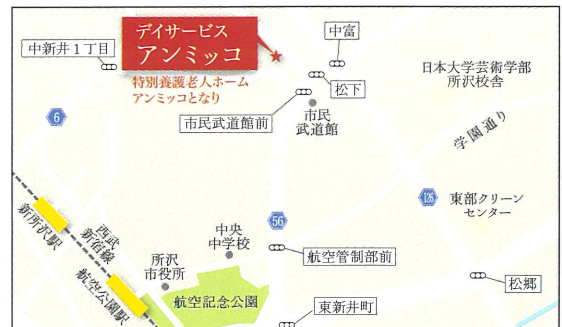 デイサービス
アンミッコ
特別養護老人ホーム
アンミッコとなり
中新井1丁目
中富
松下
市民武道館前
市民
武道館
日本大学芸術学部
所沢校舎
学園通り
6
56
126
東部クリーン
センター
新所沢駅
西武
新宿線
航空公園駅
所沢
市役所
中央
中学校
航空記念公園
航空管制部前
東新井町
松郷